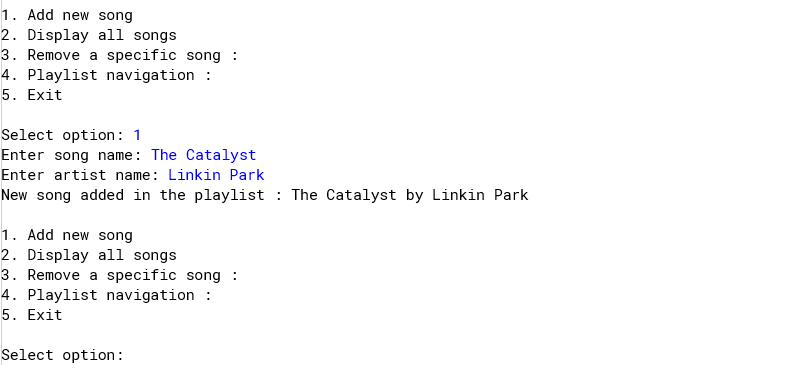 1. Add new song
2. Display all songs
3. Remove a specific song :
4. Playlist navigation :
5. Exit
Select option: 1
Enter song name: The Catalyst
Enter artist name: Linkin Park
New song added in the playlist : The Catalyst by Linkin Park
1. Add new song
2. Display all songs
3. Remove a specific song :
4. Playlist navigation :
5. Exit
Select option: